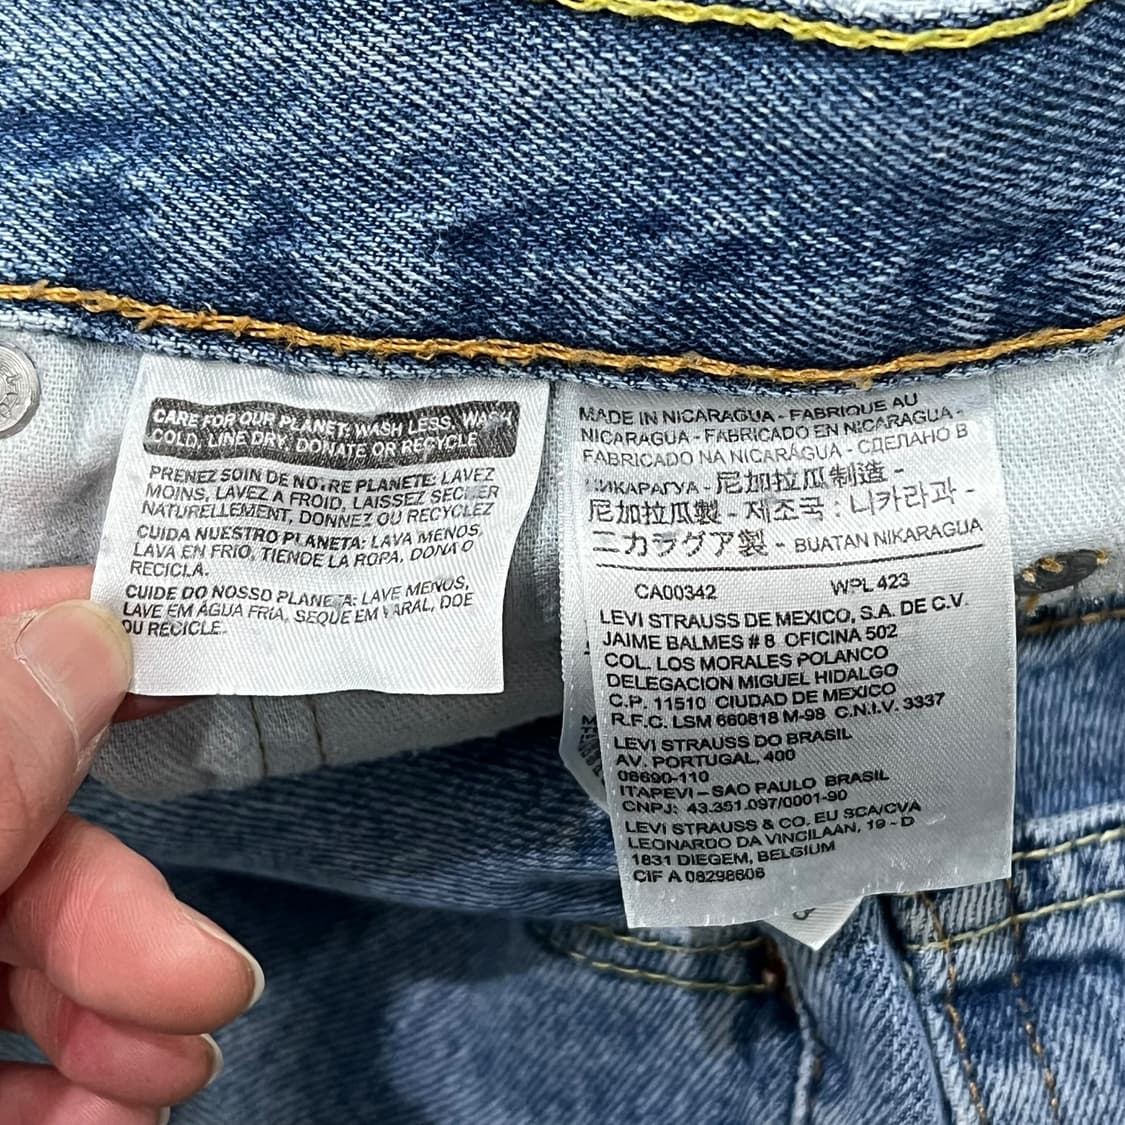 CARE FOR OUR PLANET: WASH LESS, WASH
COLD, LINE DRY, DONATE OR RECYCLE
PRENEZ SOIN DE NOTRE PLANETE: LAVEZ
MOINS, LAVEZ A FROID, LAISSEZ SECHER
NATURELLEMENT, DONNEZ OU RECYCLEZ
CUIDA NUESTRO PLANETA: LAVA MENOS,
LAVA EN FRIO, TIENDE LA ROPA, DONA O
RECICLA.
CUIDE DO NOSSO PLANETA: LAVE MENOS,
LAVE EM ÁGUA FRIA, SEQUE EM VARAL, DOE
OU RECICLE.
MADE IN NICARAGUA - FABRIQUE AU
NICARAGUA - FABRICADO EN NICARAGUA -
FABRICADO NA NICARÁGUA - СДЕЛАНО В
НИКАРАГУА - 尼加拉瓜制造 -
尼加拉瓜製 - 제조국 : 니카라과 -
ニカラグア製 - BUATAN NIKARAGUA
CA00342 WPL 423
LEVI STRAUSS DE MEXICO, S.A. DE C.V.
JAIME BALMES # 8 OFICINA 502
COL. LOS MORALES POLANCO
DELEGACION MIGUEL HIDALGO
C.P. 11510 CIUDAD DE MEXICO
R.F.C. LSM 660818 M-98 C.N.I.V. 3337
LEVI STRAUSS DO BRASIL
AV. PORTUGAL, 400
06690-110
ITAPEVI – SAO PAULO BRASIL
CNPJ: 43.351.097/0001-90
LEVI STRAUSS & CO. EU SCA/CVA
LEONARDO DA VINCILAAN, 19 - D
1831 DIEGEM, BELGIUM
CIF A 08298606